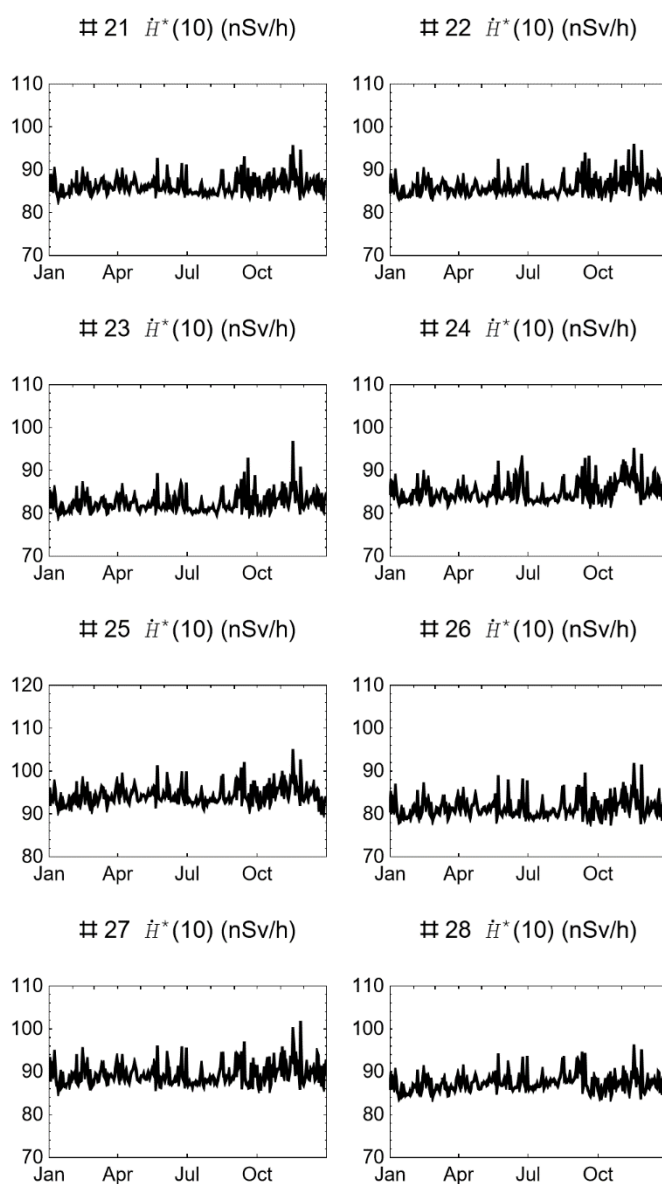 # 21 Ḣ*(10) (nSv/h)
# 22 Ḣ*(10) (nSv/h)
110
100
90
80
70
Jan Apr Jul Oct
110
100
90
80
70
Jan Apr Jul Oct
# 23 Ḣ*(10) (nSv/h)
# 24 Ḣ*(10) (nSv/h)
110
100
90
80
70
Jan Apr Jul Oct
110
100
90
80
70
Jan Apr Jul Oct
# 25 Ḣ*(10) (nSv/h)
# 26 Ḣ*(10) (nSv/h)
120
110
100
90
80
Jan Apr Jul Oct
110
100
90
80
70
Jan Apr Jul Oct
# 27 Ḣ*(10) (nSv/h)
# 28 Ḣ*(10) (nSv/h)
110
100
90
80
70
Jan Apr Jul Oct
110
100
90
80
70
Jan Apr Jul Oct